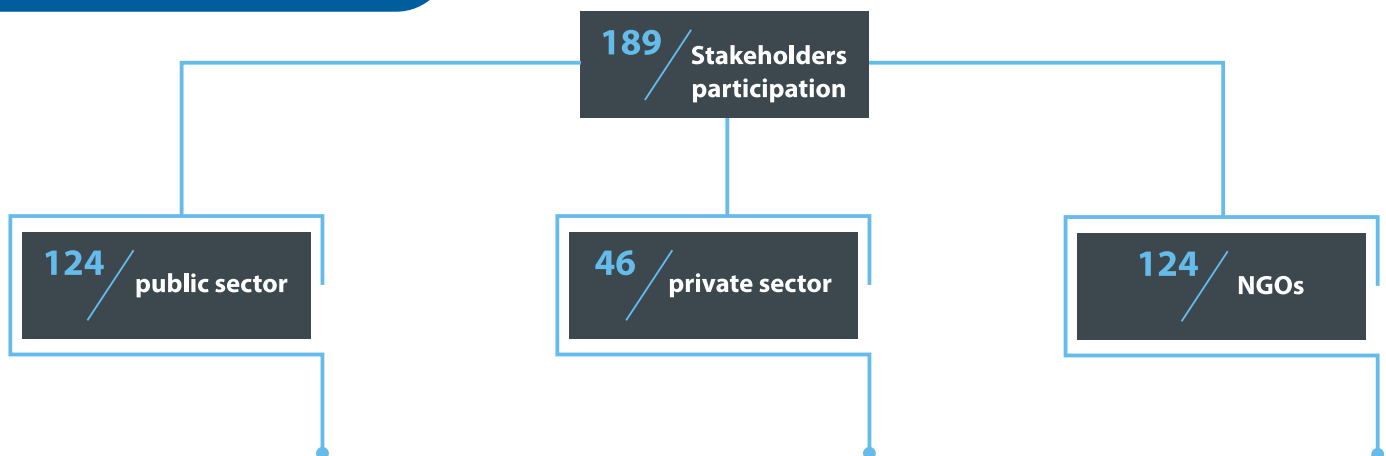 189
Stakeholders
participation
124
public sector
46
private sector
124
NGOs